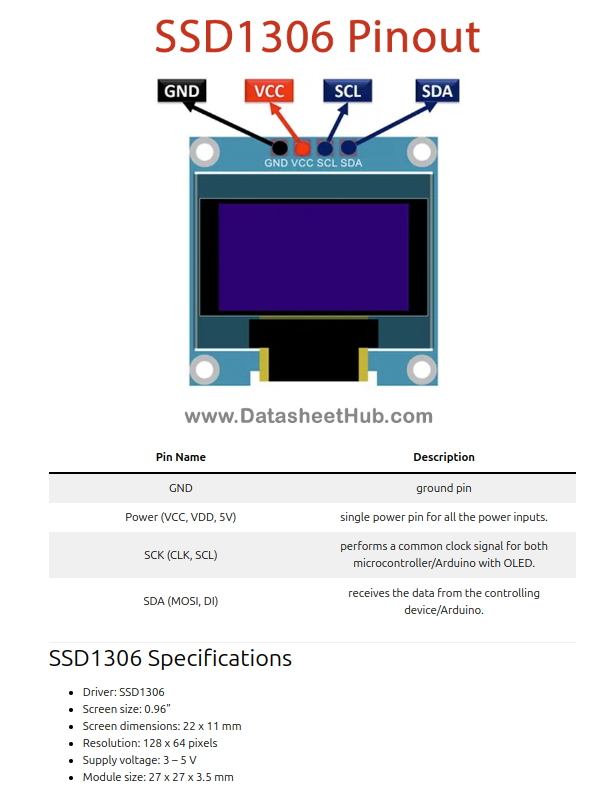 SSD1306 Pinout
GND VCC SCL SDA
GND VCC SCL SDA
www.DatasheetHub.com
Pin Name Description
GND ground pin
Power (VCC, VDD, 5V) single power pin for all the power inputs.
SCK (CLK, SCL) performs a common clock signal for both
microcontroller/Arduino with OLED.
SDA (MOSI, DI) receives the data from the controlling
device/Arduino.
SSD1306 Specifications
• Driver: SSD1306
• Screen size: 0.96”
• Screen dimensions: 22 x 11 mm
• Resolution: 128 x 64 pixels
• Supply voltage: 3 – 5 V
• Module size: 27 x 27 x 3.5 mm